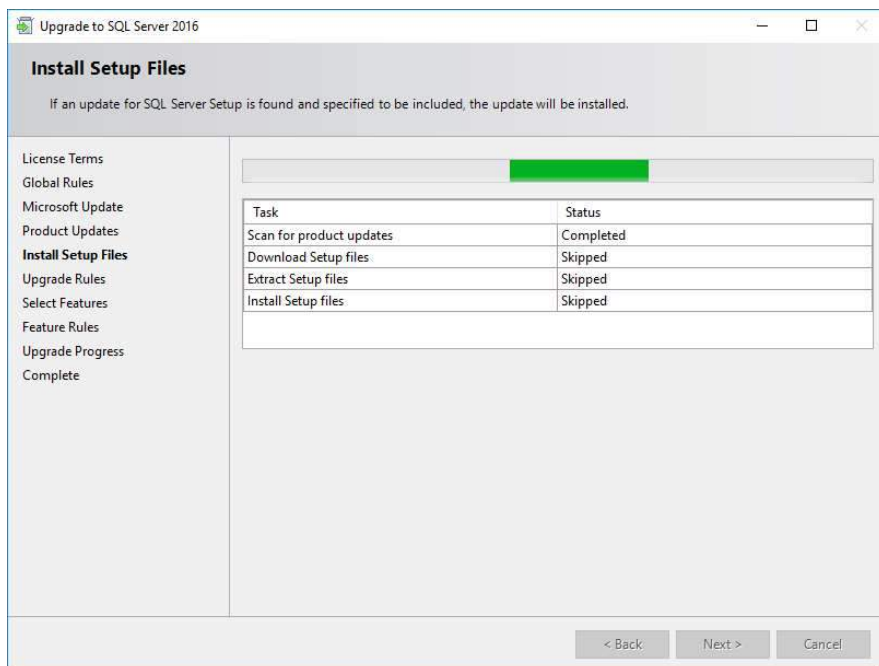 Upgrade to SQL Server 2016
Install Setup Files
If an update for SQL Server Setup is found and specified to be included, the update will be installed.
License Terms
Global Rules
Microsoft Update
Product Updates
Install Setup Files
Upgrade Rules
Select Features
Feature Rules
Upgrade Progress
Complete
Task Status
Scan for product updates Completed
Download Setup files Skipped
Extract Setup files Skipped
Install Setup files Skipped
< Back Next > Cancel